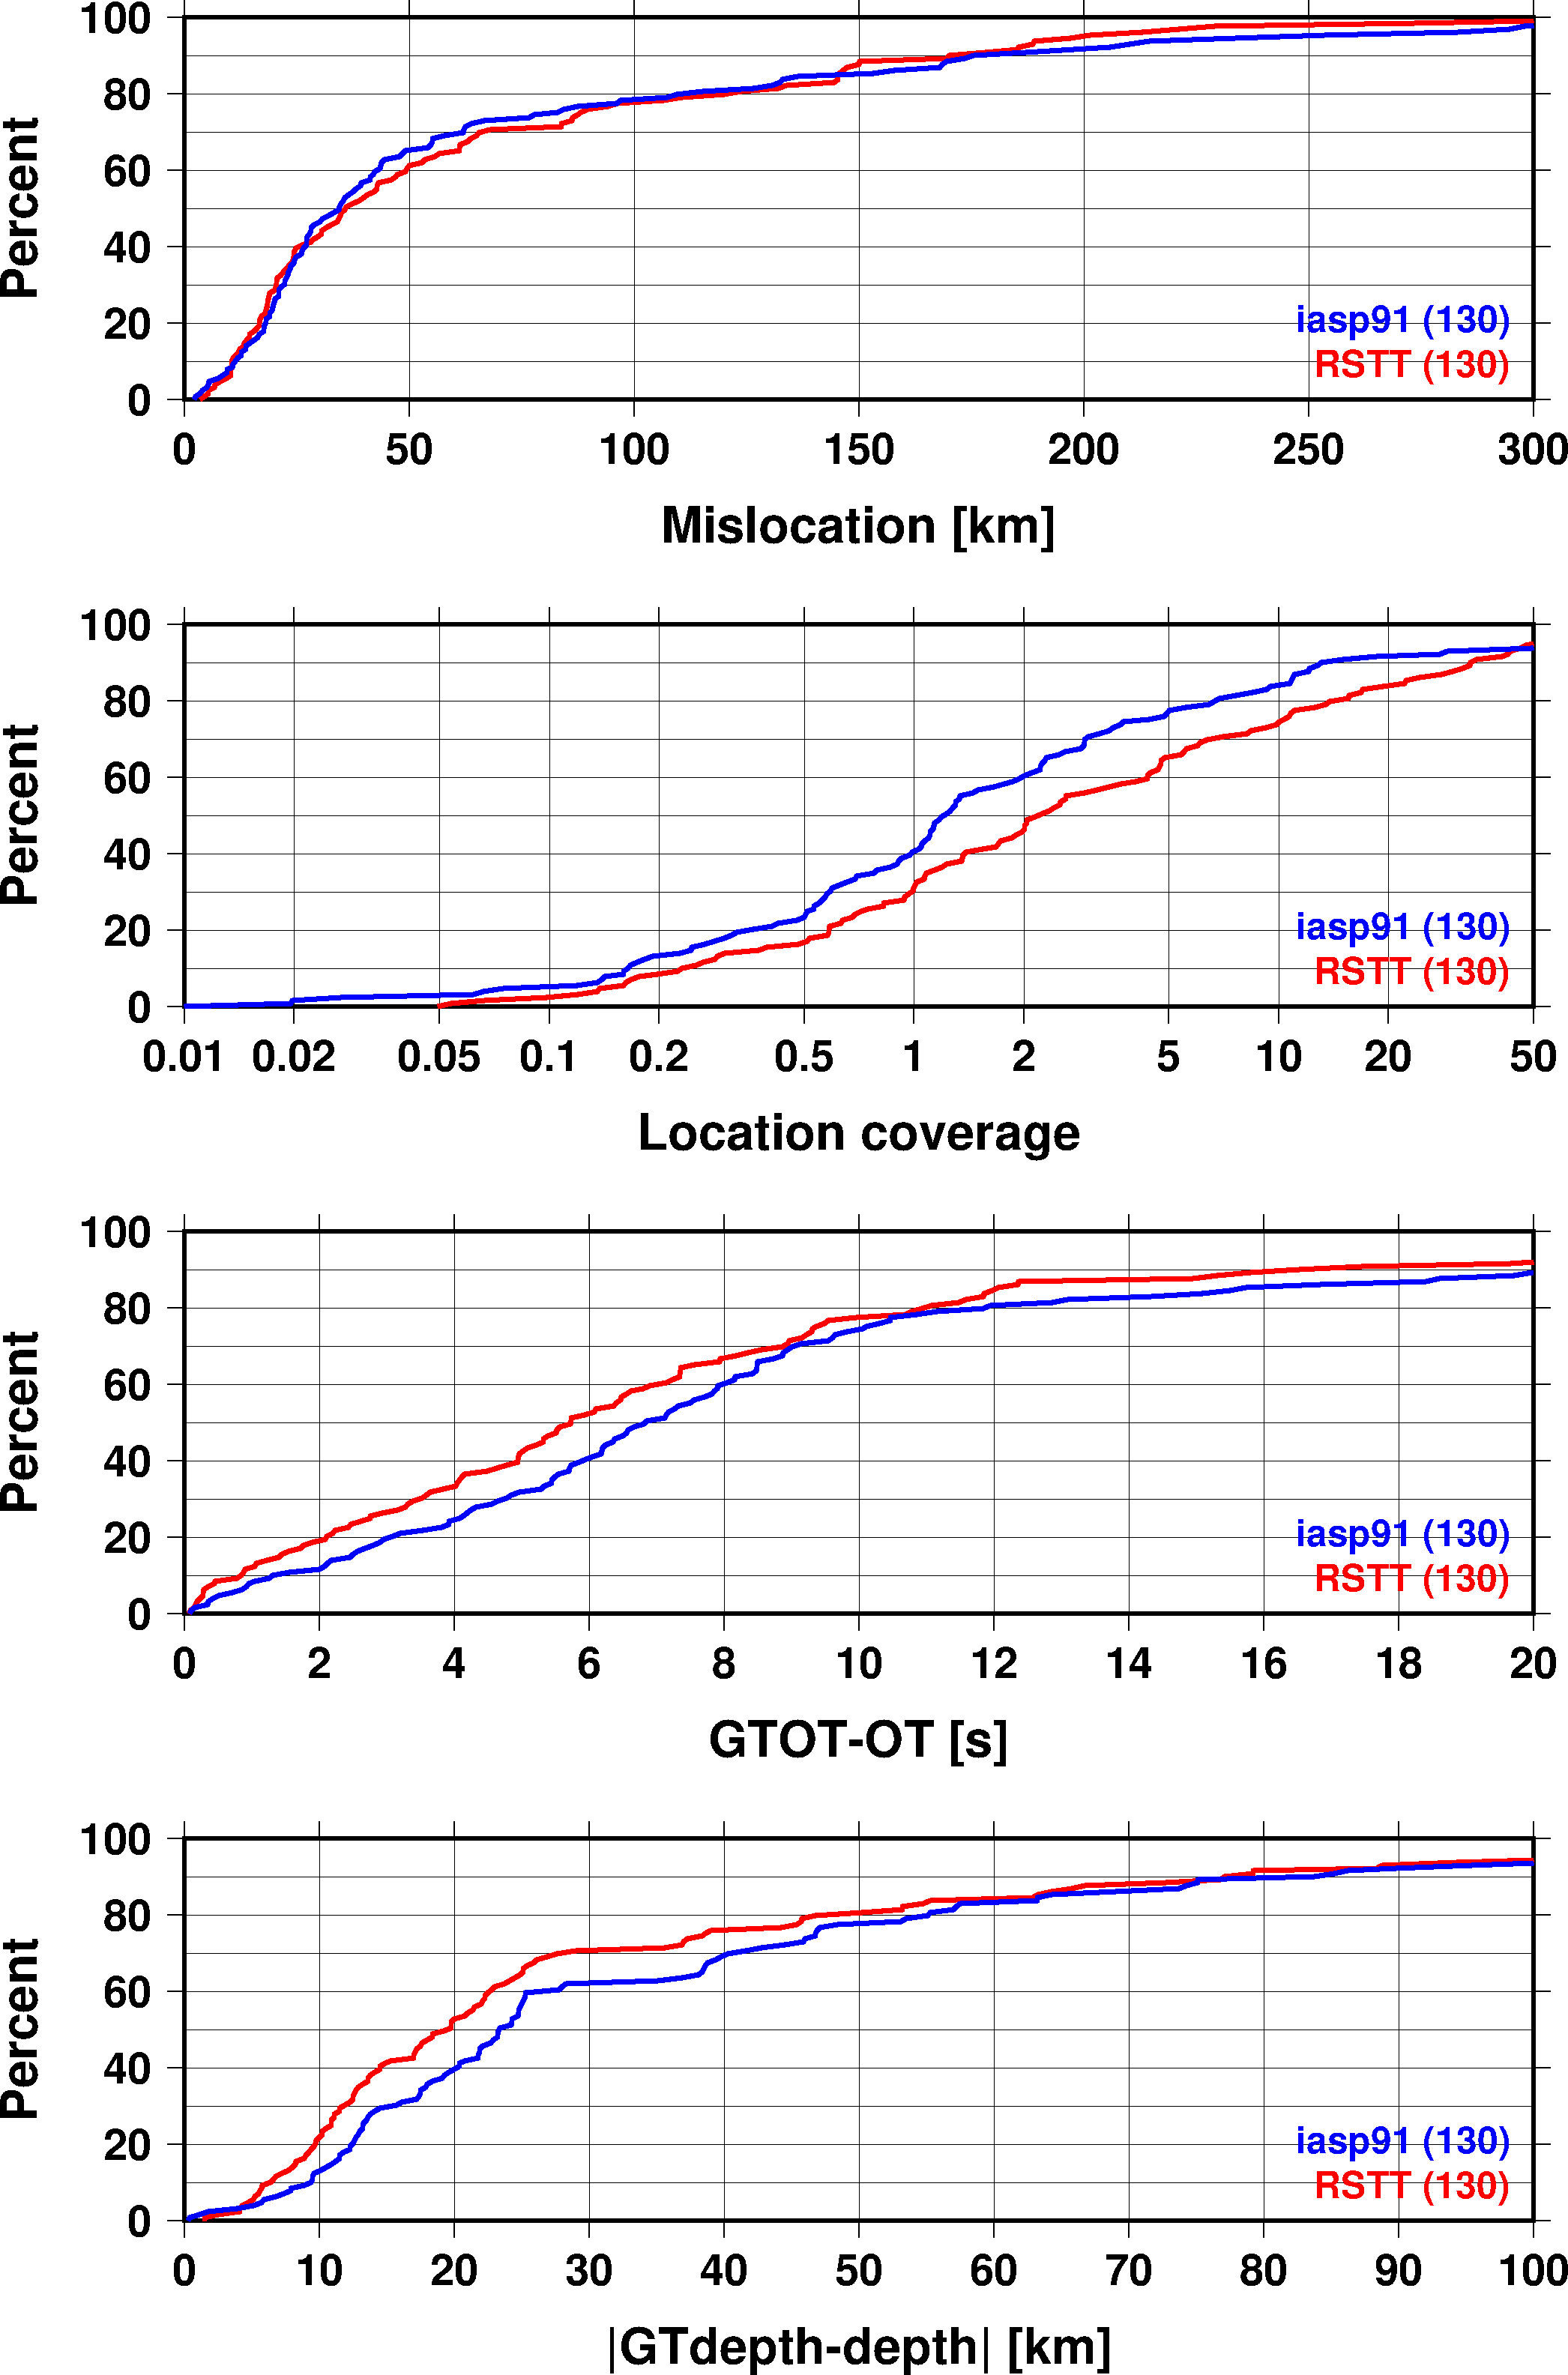 100
80
60
40
20
0
Percent
iasp91 (130)
RSTT (130)
0 50 100 150 200 250 300
Mislocation [km]
100
80
60
40
20
0
Percent
iasp91 (130)
RSTT (130)
0.01 0.02 0.05 0.1 0.2 0.5 1 2 5 10 20 50
Location coverage
100
80
60
40
20
0
Percent
iasp91 (130)
RSTT (130)
0 2 4 6 8 10 12 14 16 18 20
GTOT-OT [s]
100
80
60
40
20
0
Percent
iasp91 (130)
RSTT (130)
0 10 20 30 40 50 60 70 80 90 100
|GTdepth-depth| [km]